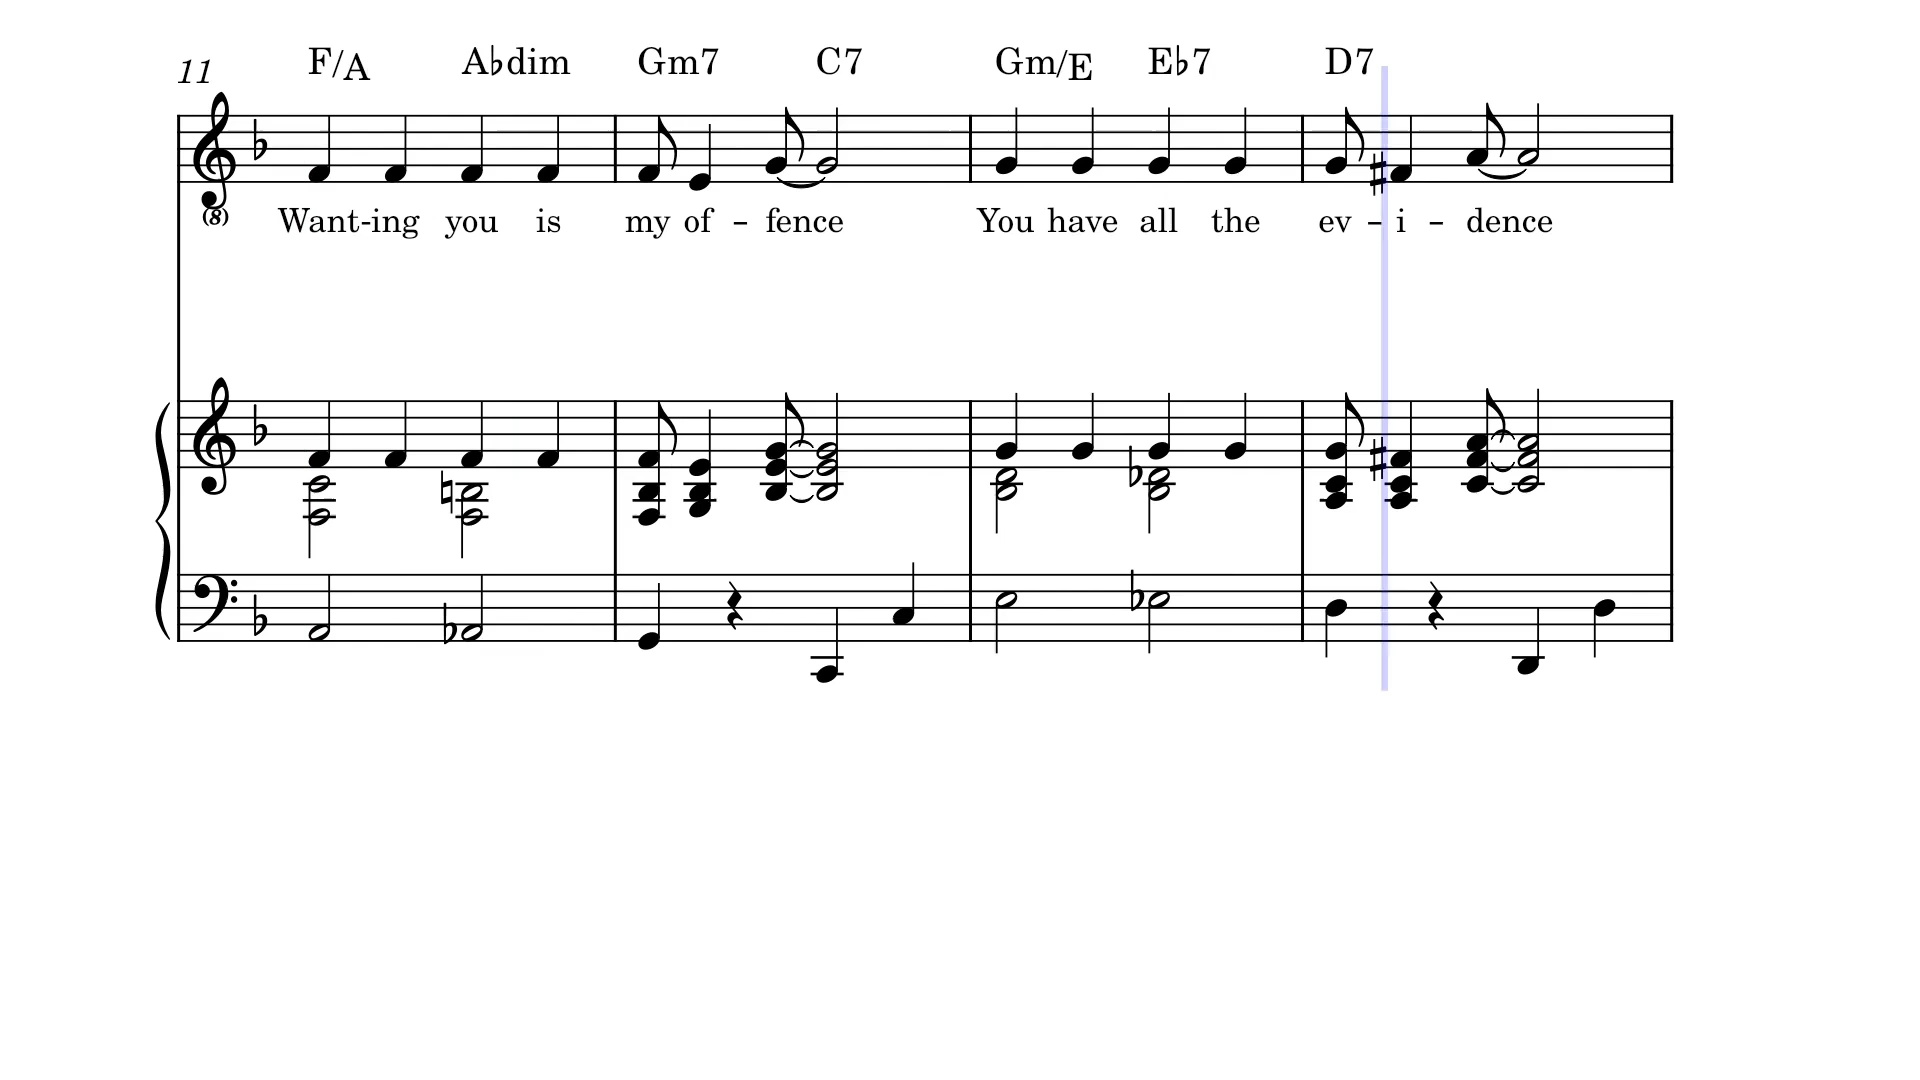 11 F/A A♭dim Gm7 C7 Gm/E E♭7 D7
(8) Want-ing you is my of - fence You have all the ev - i - dence